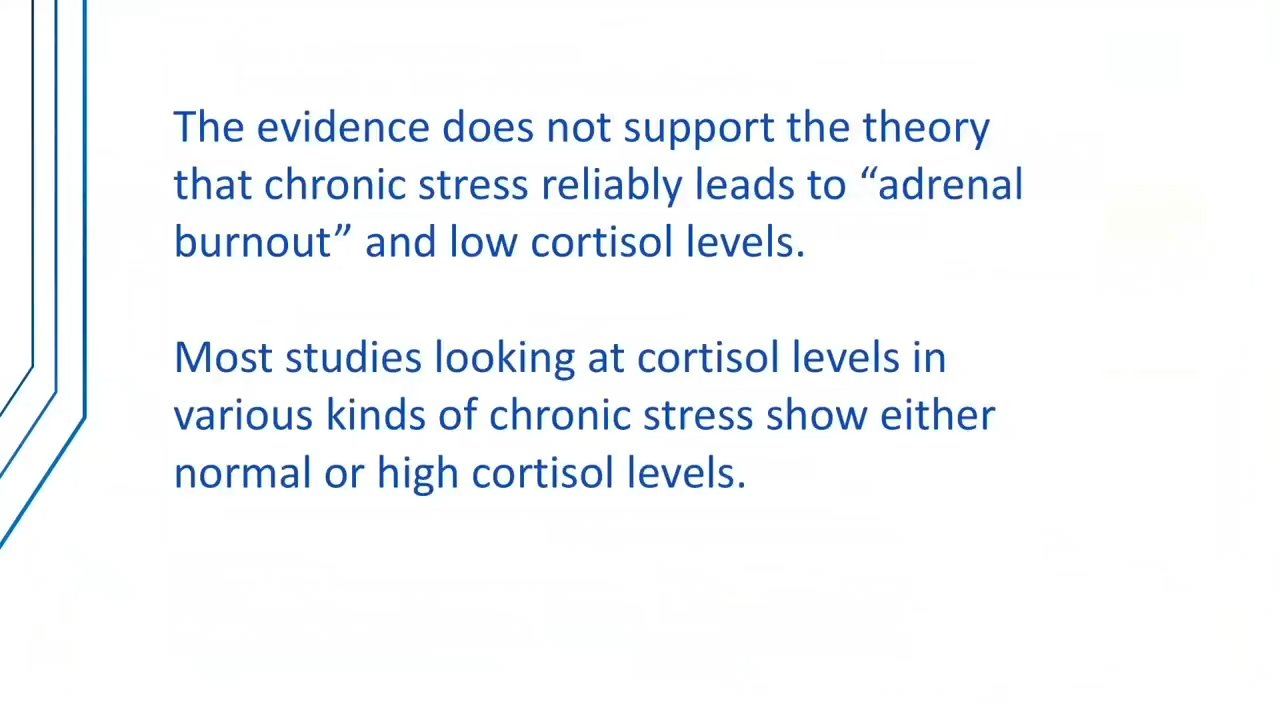 The evidence does not support the theory
that chronic stress reliably leads to “adrenal
burnout” and low cortisol levels.
Most studies looking at cortisol levels in
various kinds of chronic stress show either
normal or high cortisol levels.